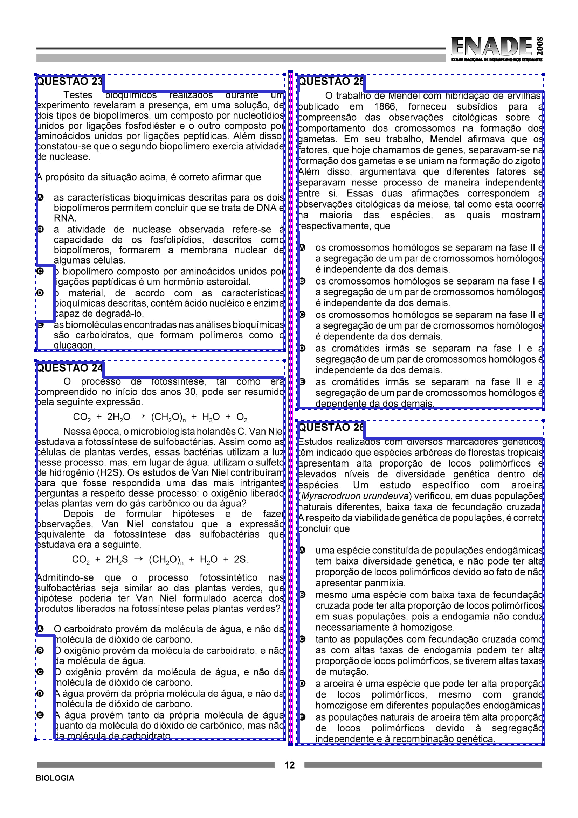 ENADE 2008
EXAME NACIONAL DE DESEMPENHO DOS ESTUDANTES
QUESTÃO 23
Testes bioquímicos realizados durante um
experimento revelaram a presença, em uma solução, de
dois tipos de biopolímeros, um composto por nucleotídios
unidos por ligações fosfodiéster e o outro composto por
aminoácidos unidos por ligações peptídicas. Além disso,
constatou-se que o segundo biopolímero exercia atividade
de nuclease.
A propósito da situação acima, é correto afirmar que
A as características bioquímicas descritas para os dois
biopolímeros permitem concluir que se trata de DNA e
RNA.
B a atividade de nuclease observada refere-se à
capacidade de os fosfolipídios, descritos como
biopolímeros, formarem a membrana nuclear de
algumas células.
C o biopolímero composto por aminoácidos unidos por
ligações peptídicas é um hormônio esteroidal.
D o material, de acordo com as características
bioquímicas descritas, contém ácido nucléico e enzima
capaz de degradá-lo.
E as biomoléculas encontradas nas análises bioquímicas
são carboidratos, que formam polímeros como o
glucagon.
QUESTÃO 24
O processo de fotossíntese, tal como era
compreendido no início dos anos 30, pode ser resumido
pela seguinte expressão.
CO₂ + 2H₂O → (CH₂O)ₙ + H₂O + O₂
Nessa época, o microbiologista holandês C. Van Niel
estudava a fotossíntese de sulfobactérias. Assim como as
células de plantas verdes, essas bactérias utilizam a luz
nesse processo, mas, em lugar de água, utilizam o sulfeto
de hidrogênio (H2S). Os estudos de Van Niel contribuíram
para que fosse respondida uma das mais intrigantes
perguntas a respeito desse processo: o oxigênio liberado
pelas plantas vem do gás carbônico ou da água?
Depois de formular hipóteses e de fazer
observações, Van Niel constatou que a expressão
equivalente da fotossíntese das sulfobactérias que
estudava era a seguinte.
CO₂ + 2H₂S → (CH₂O)ₙ + H₂O + 2S.
Admitindo-se que o processo fotossintético nas
sulfobactérias seja similar ao das plantas verdes, que
hipótese poderia ter Van Niel formulado acerca dos
produtos liberados na fotossíntese pelas plantas verdes?
A O carboidrato provém da molécula de água, e não da
molécula de dióxido de carbono.
B O oxigênio provém da molécula de carboidrato, e não
da molécula de água.
C O oxigênio provém da molécula de água, e não da
molécula de dióxido de carbono.
D A água provém da própria molécula de água, e não da
molécula de dióxido de carbono.
E A água provém tanto da própria molécula de água
quanto da molécula do dióxido de carbônico, mas não
da molécula de carboidrato.
QUESTÃO 25
O trabalho de Mendel com hibridação de ervilhas,
publicado em 1866, forneceu subsídios para a
compreensão das observações citológicas sobre o
comportamento dos cromossomos na formação dos
gametas. Em seu trabalho, Mendel afirmava que os
fatores, que hoje chamamos de genes, separavam-se na
formação dos gametas e se uniam na formação do zigoto.
Além disso, argumentava que diferentes fatores se
separavam nesse processo de maneira independente
entre si. Essas duas afirmações correspondem a
observações citológicas da meiose, tal como esta ocorre
na maioria das espécies, as quais mostram,
respectivamente, que
A os cromossomos homólogos se separam na fase II e
a segregação de um par de cromossomos homólogos
é independente da dos demais.
B os cromossomos homólogos se separam na fase I e
a segregação de um par de cromossomos homólogos
é independente da dos demais.
C os cromossomos homólogos se separam na fase II e
a segregação de um par de cromossomos homólogos
é dependente da dos demais.
D as cromátides irmãs se separam na fase I e a
segregação de um par de cromossomos homólogos é
independente da dos demais.
E as cromátides irmãs se separam na fase II e a
segregação de um par de cromossomos homólogos é
dependente da dos demais.
QUESTÃO 26
Estudos realizados com diversos marcadores genéticos
têm indicado que espécies arbóreas de florestas tropicais
apresentam alta proporção de locos polimórficos e
elevados níveis de diversidade genética dentro de
espécies. Um estudo específico com aroeira
(Myracrodruon urundeuva) verificou, em duas populações
naturais diferentes, baixa taxa de fecundação cruzada.
A respeito da viabilidade genética de populações, é correto
concluir que
A uma espécie constituída de populações endogâmicas
tem baixa diversidade genética, e não pode ter alta
proporção de locos polimórficos devido ao fato de não
apresentar panmixia.
B mesmo uma espécie com baixa taxa de fecundação
cruzada pode ter alta proporção de locos polimórficos
em suas populações, pois a endogamia não conduz
necessariamente à homozigose.
C tanto as populações com fecundação cruzada como
as com altas taxas de endogamia podem ter alta
proporção de locos polimórficos, se tiverem altas taxas
de mutação.
D a aroeira é uma espécie que pode ter alta proporção
de locos polimórficos, mesmo com grande
homozigose em diferentes populações endogâmicas.
E as populações naturais de aroeira têm alta proporção
de locos polimórficos devido à segregação
independente e à recombinação genética.
12
BIOLOGIA